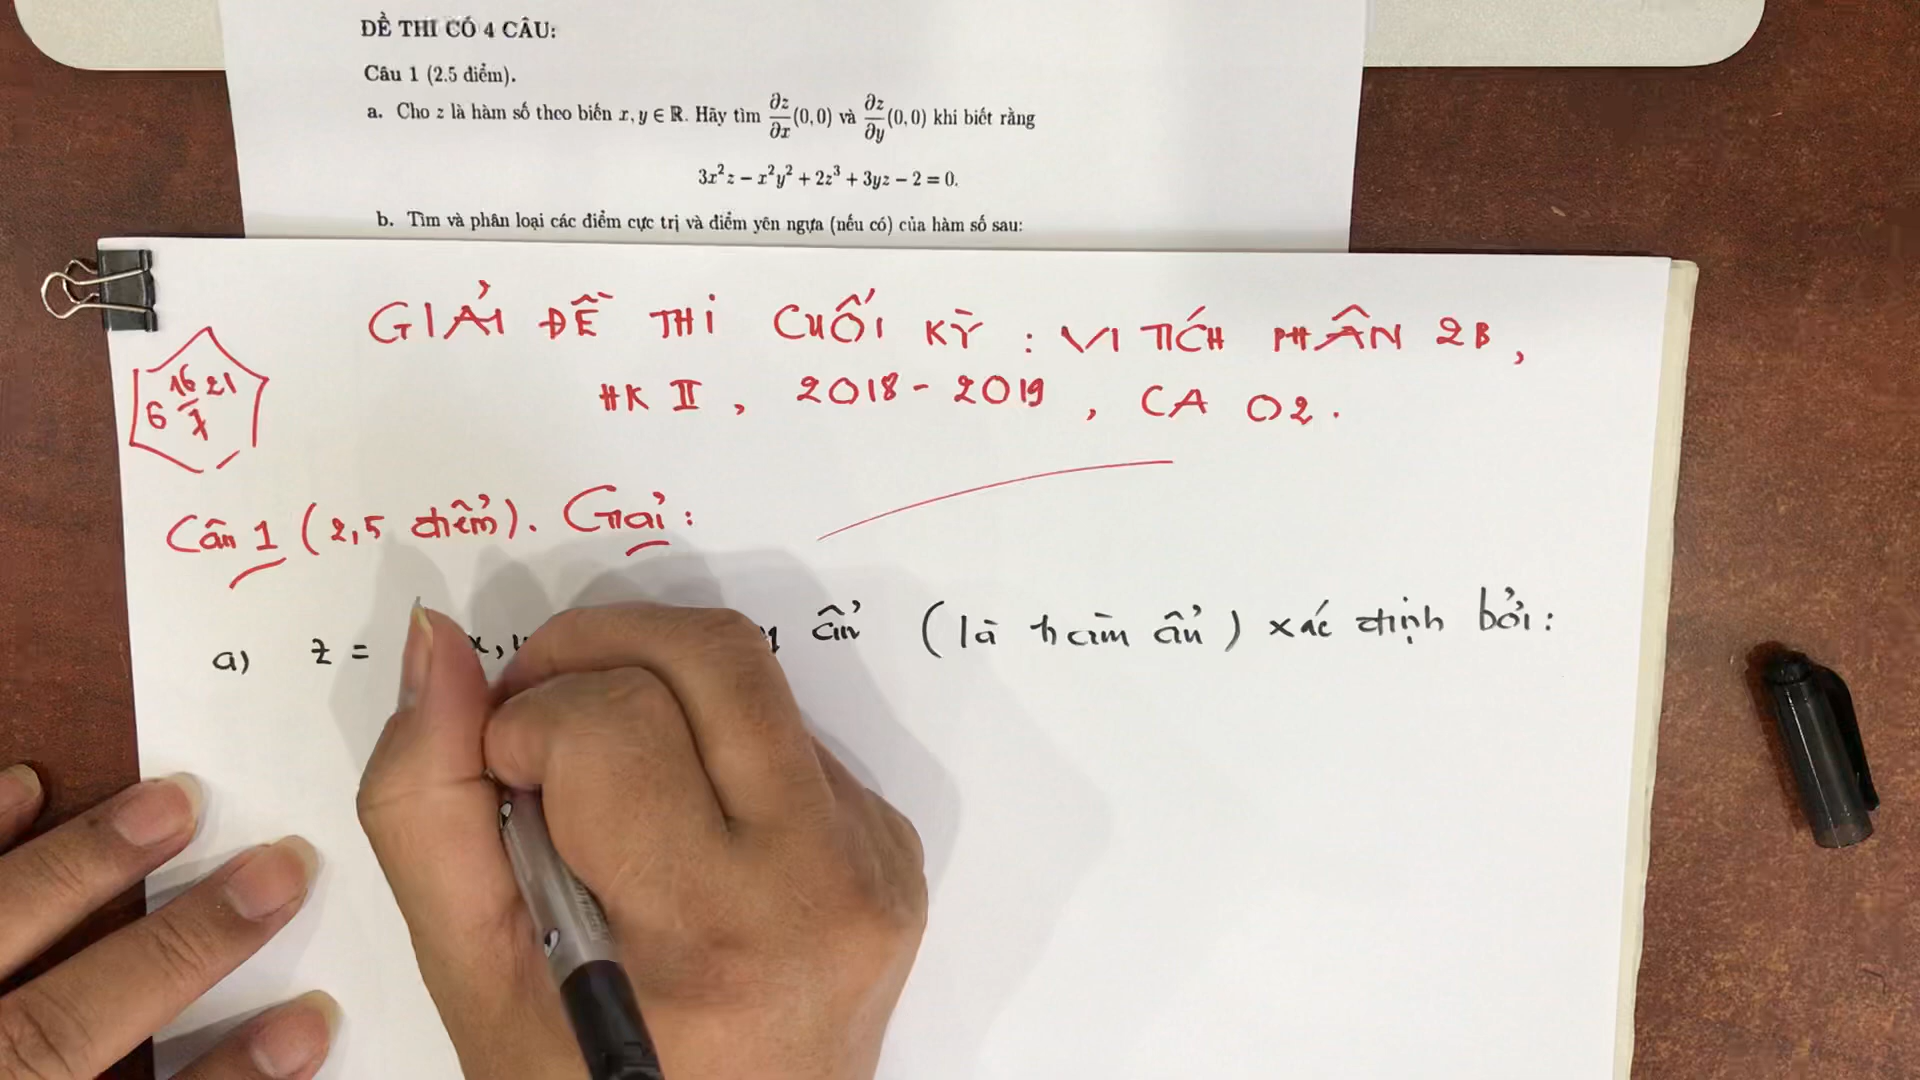 ĐỀ THI CÓ 4 CÂU:
Câu 1 (2.5 điểm).
a. Cho z là hàm số theo biến x, y ∈ ℝ. Hãy tìm ∂z/∂x (0,0) và ∂z/∂y (0,0) khi biết rằng
3x²z − x²y² + 2z³ + 3yz − 2 = 0.
b. Tìm và phân loại các điểm cực trị và điểm yên ngựa (nếu có) của hàm số sau:
GIẢI ĐỀ THI CUỐI KỲ : VI TÍCH PHÂN 2B,
HK II, 2018-2019, CA 02.
6 16/7 21
Câu 1 (2,5 điểm). Giải:
a) z = x, ẩn (là hàm ẩn) xác định bởi: